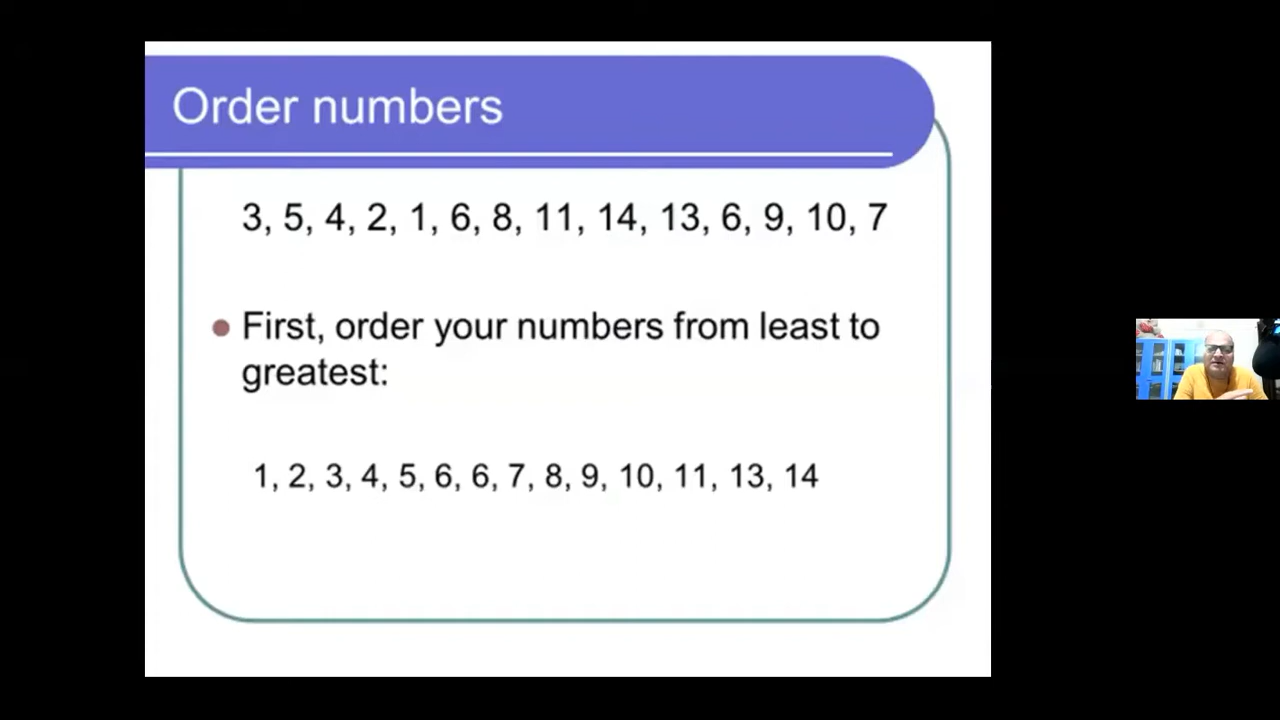 Order numbers
3, 5, 4, 2, 1, 6, 8, 11, 14, 13, 6, 9, 10, 7
First, order your numbers from least to
greatest:
1, 2, 3, 4, 5, 6, 6, 7, 8, 9, 10, 11, 13, 14